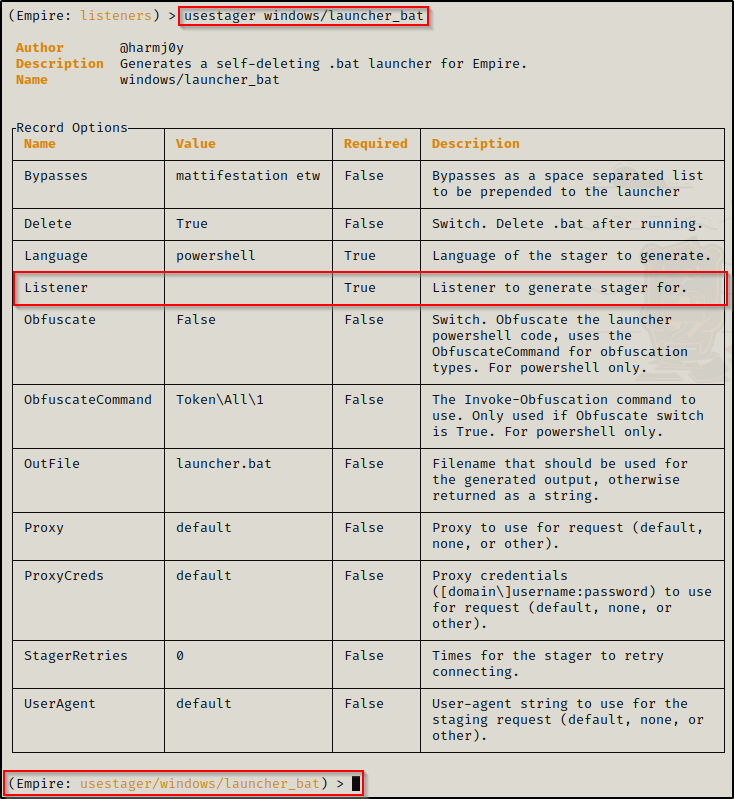 (Empire: listeners) > usestager windows/launcher_bat
Author @harmj0y
Description Generates a self-deleting .bat launcher for Empire.
Name windows/launcher_bat
Record Options
Name Value Required Description
Bypasses mattifestation etw False Bypasses as a space separated list
to be prepended to the launcher
Delete True False Switch. Delete .bat after running.
Language powershell True Language of the stager to generate.
Listener True Listener to generate stager for.
Obfuscate False False Switch. Obfuscate the launcher
powershell code, uses the
ObfuscateCommand for obfuscation
types. For powershell only.
ObfuscateCommand Token\All\1 False The Invoke-Obfuscation command to
use. Only used if Obfuscate switch
is True. For powershell only.
OutFile launcher.bat False Filename that should be used for
the generated output, otherwise
returned as a string.
Proxy default False Proxy to use for request (default,
none, or other).
ProxyCreds default False Proxy credentials
([domain\]username:password) to use
for request (default, none, or
other).
StagerRetries 0 False Times for the stager to retry
connecting.
UserAgent default False User-agent string to use for the
staging request (default, none, or
other).
(Empire: usestager/windows/launcher_bat) >